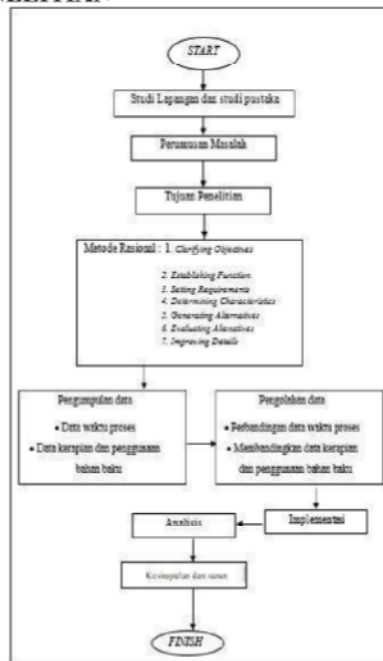 START
Studi Lapangan dan studi pustaka
Perumusan Masalah
Tujuan Penelitian
Metode Rasional : 1. Clarifying Objectives
2. Establishing Function
3. Setting Requirements
4. Determining Characteristics
5. Generating Alternatives
6. Evaluating Alternatives
7. Improving Details
Pengumpulan data
• Data waktu proses
• Data kerapian dan penggunaan
bahan baku
Pengolahan data
• Perbandingan data waktu proses
• Membandingkan data kerapian
dan penggunaan bahan baku
Implementasi
Analisis
Kesimpulan dan saran
FINISH